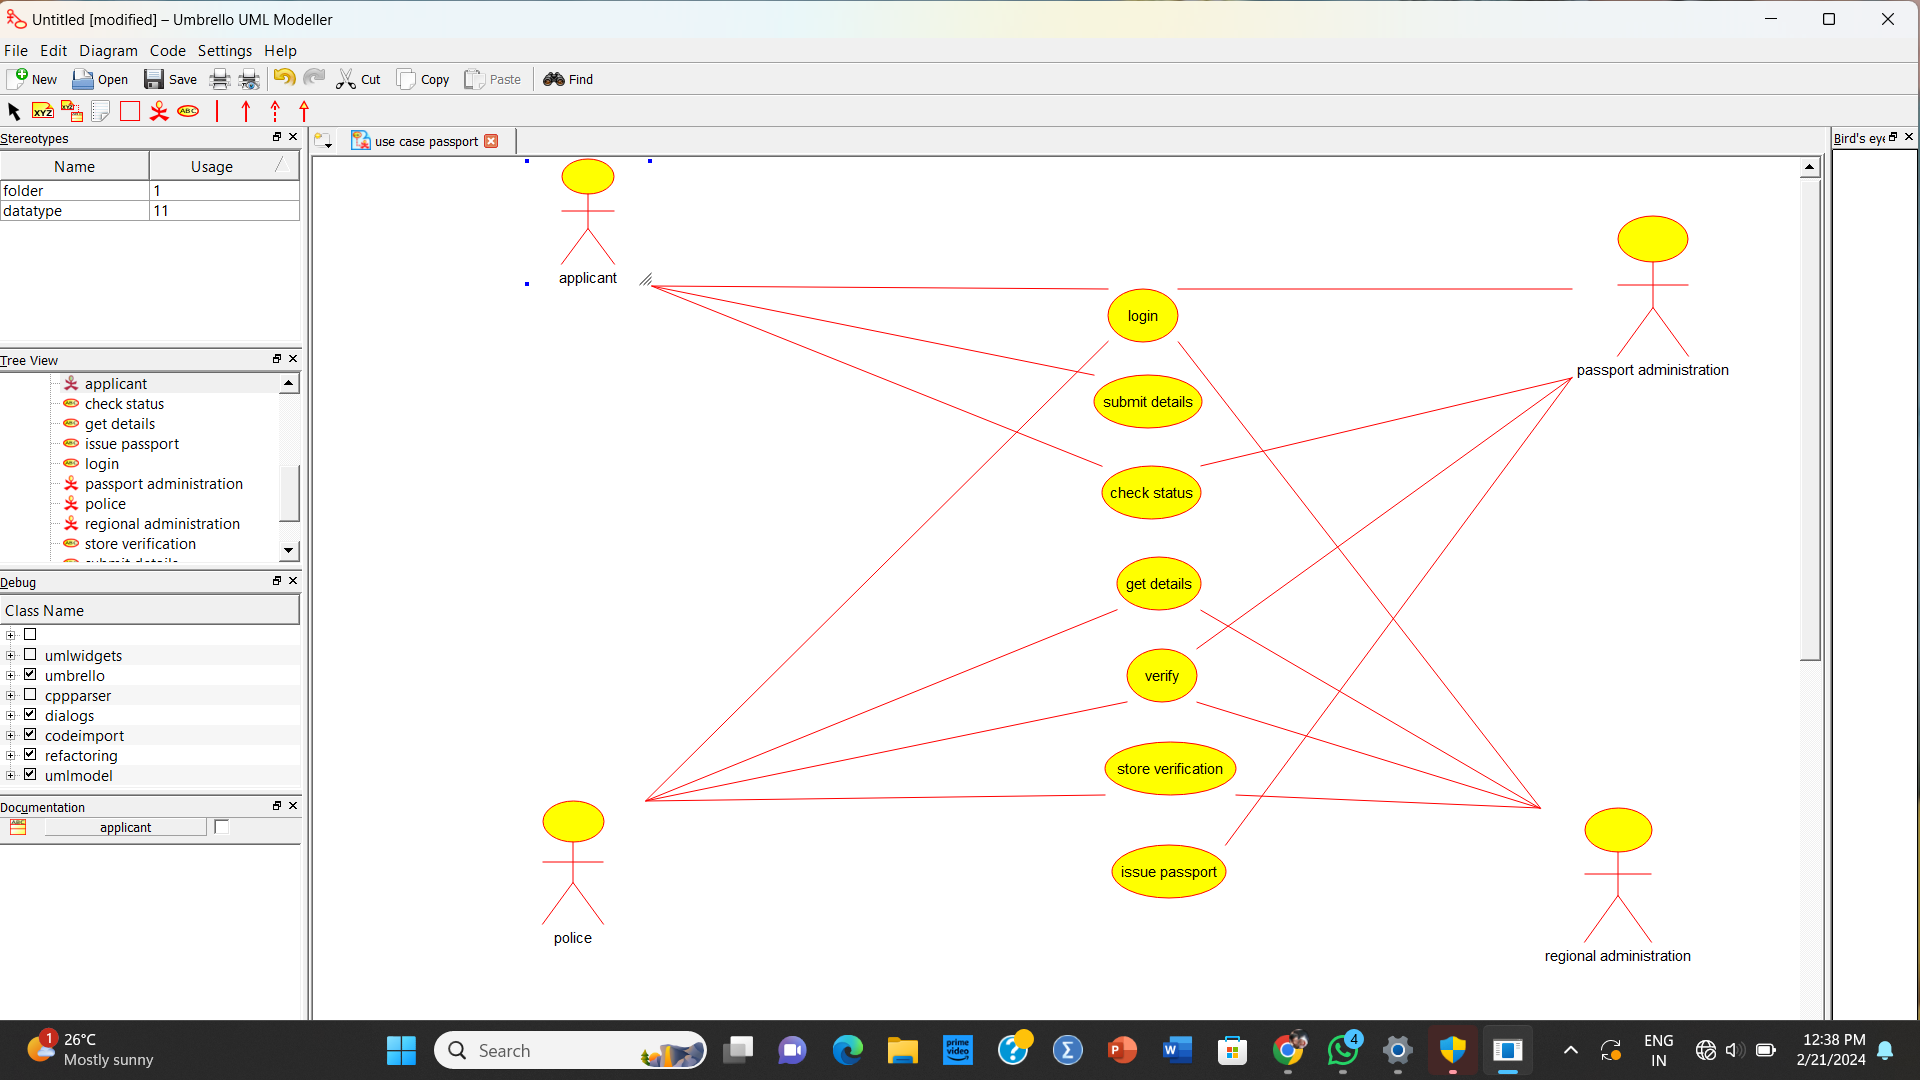 Untitled [modified] – Umbrello UML Modeller
File Edit Diagram Code Settings Help
New Open Save Cut Copy Paste Find
Stereotypes
Name Usage
folder 1
datatype 11
Tree View
applicant
check status
get details
issue passport
login
passport administration
police
regional administration
store verification
Debug
Class Name
umlwidgets
umbrello
cppparser
dialogs
codeimport
refactoring
umlmodel
Documentation
applicant
use case passport
Bird's eye
applicant
passport administration
login
submit details
check status
get details
verify
store verification
issue passport
police
regional administration
1
26°C
Mostly sunny
Search
prime video
4
ENG
IN
12:38 PM
2/21/2024